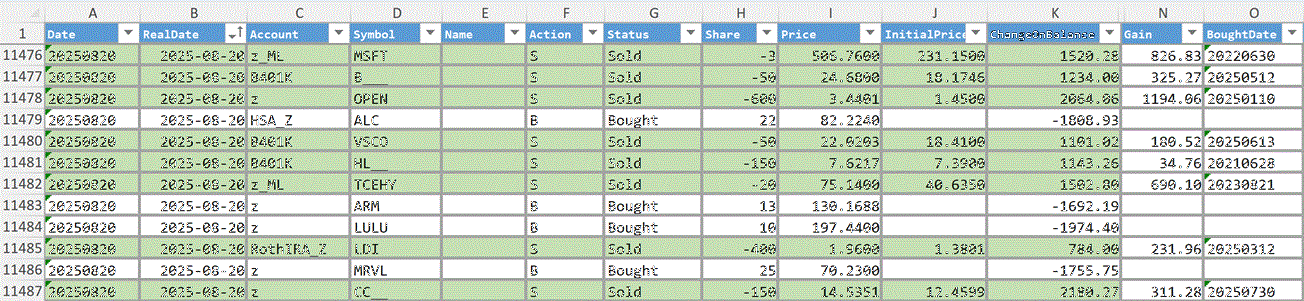 A B C D E F G H I J K N O
1 Date RealDate Account Symbol Name Action Status Share Price InitialPrice ChangeInBalance Gain BoughtDate
11476 20250820 2025-08-20 z_ML MSFT S Sold -3 506.7600 231.1500 1520.28 826.83 20220630
11477 20250820 2025-08-20 B401K B__ S Sold -50 24.6800 18.1746 1234.00 325.27 20250512
11478 20250820 2025-08-20 z OPEN S Sold -600 3.4401 1.4500 2064.06 1194.06 20250110
11479 20250820 2025-08-20 HSA_Z ALC B Bought 22 82.2240 -1808.93
11480 20250820 2025-08-20 B401K VSCO S Sold -50 22.0203 18.4100 1101.02 180.52 20250613
11481 20250820 2025-08-20 B401K HL__ S Sold -150 7.6217 7.3900 1143.26 34.76 20210628
11482 20250820 2025-08-20 z_ML TCEHY S Sold -20 75.1400 40.6350 1502.80 690.10 20230821
11483 20250820 2025-08-20 z ARM B Bought 13 130.1688 -1692.19
11484 20250820 2025-08-20 z LULU B Bought 10 197.4400 -1974.40
11485 20250820 2025-08-20 RothIRA_Z LDI S Sold -400 1.9600 1.3801 784.00 231.96 20250312
11486 20250820 2025-08-20 z MRVL B Bought 25 70.2300 -1755.75
11487 20250820 2025-08-20 z CC__ S Sold -150 14.5351 12.4599 2180.27 311.28 20250730